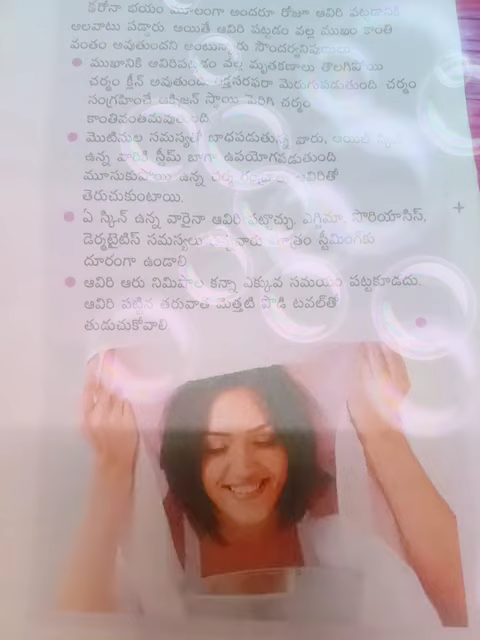 కరోనా భయం మూలంగా అందరూ రోజూ ఆవిరి పట్టడానికి
అలవాటు పడ్డారు. అయితే ఆవిరి పట్టడం వల్ల ముఖం కాంతి
వంతం అవుతుందని అంటున్నారు సౌందర్యనిపుణులు.
ముఖానికి ఆవిరిపట్టడం వల్ల మృతకణాలు తొలగిపోయి
చర్మం క్లీన్ అవుతుంది. రక్తసరఫరా మెరుగుపడుతుంది. చర్మం
సంగ్రహించే ఆక్సిజన్ స్థాయి పెరిగి చర్మం
కాంతివంతమవుతుంది.
మొటిమల సమస్యతో బాధపడుతున్న వారు, ఆయిల్ స్కిన్
ఉన్న వారికి స్టీమ్ బాగా ఉపయోగపడుతుంది.
మూసుకుపోయి ఉన్న చర్మ రంధ్రాలు ఆవిరితో
తెరుచుకుంటాయి.
ఏ స్కిన్ ఉన్న వారైనా ఆవిరి పట్టొచ్చు. ఎగ్జిమా, సొరియాసిస్,
డెర్మటైటిస్ సమస్యలు ఉన్నవారు మాత్రం స్టీమింగ్‌కు
దూరంగా ఉండాలి.
ఆవిరి ఆరు నిమిషాల కన్నా ఎక్కువ సమయం పట్టకూడదు.
ఆవిరి పట్టిన తరువాత మెత్తటి పొడి టవల్‌తో
తుడుచుకోవాలి.